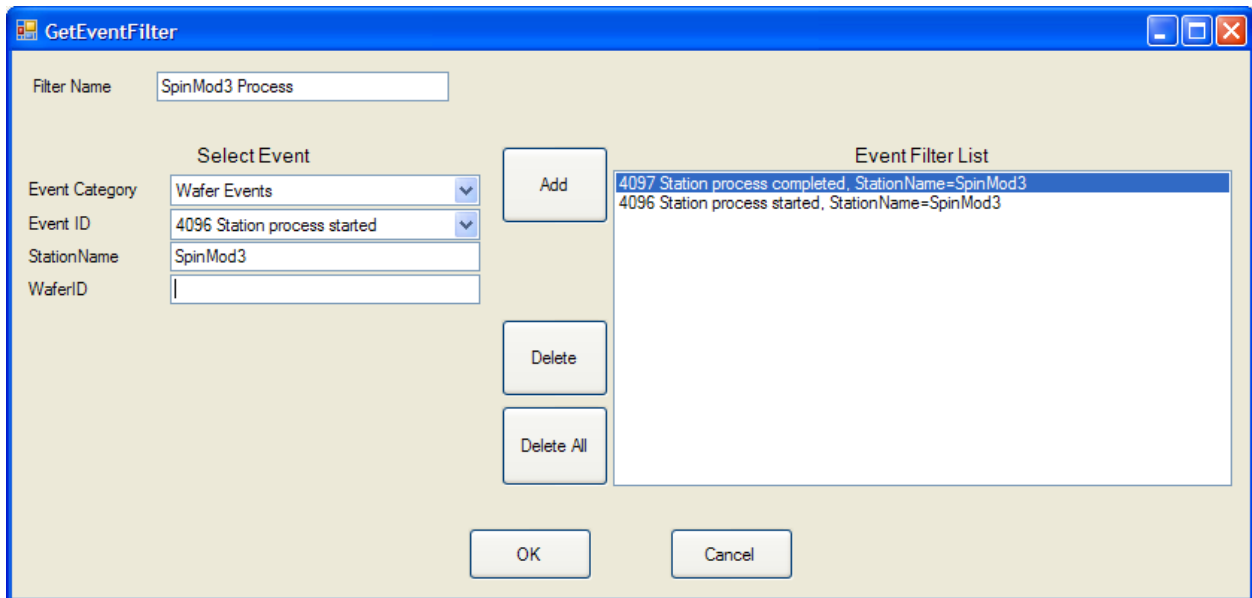 GetEventFilter
Filter Name SpinMod3 Process
Select Event
Event Category Wafer Events
Event ID 4096 Station process started
StationName SpinMod3
WaferID
Add
Delete
Delete All
Event Filter List
4097 Station process completed, StationName=SpinMod3
4096 Station process started, StationName=SpinMod3
OK
Cancel